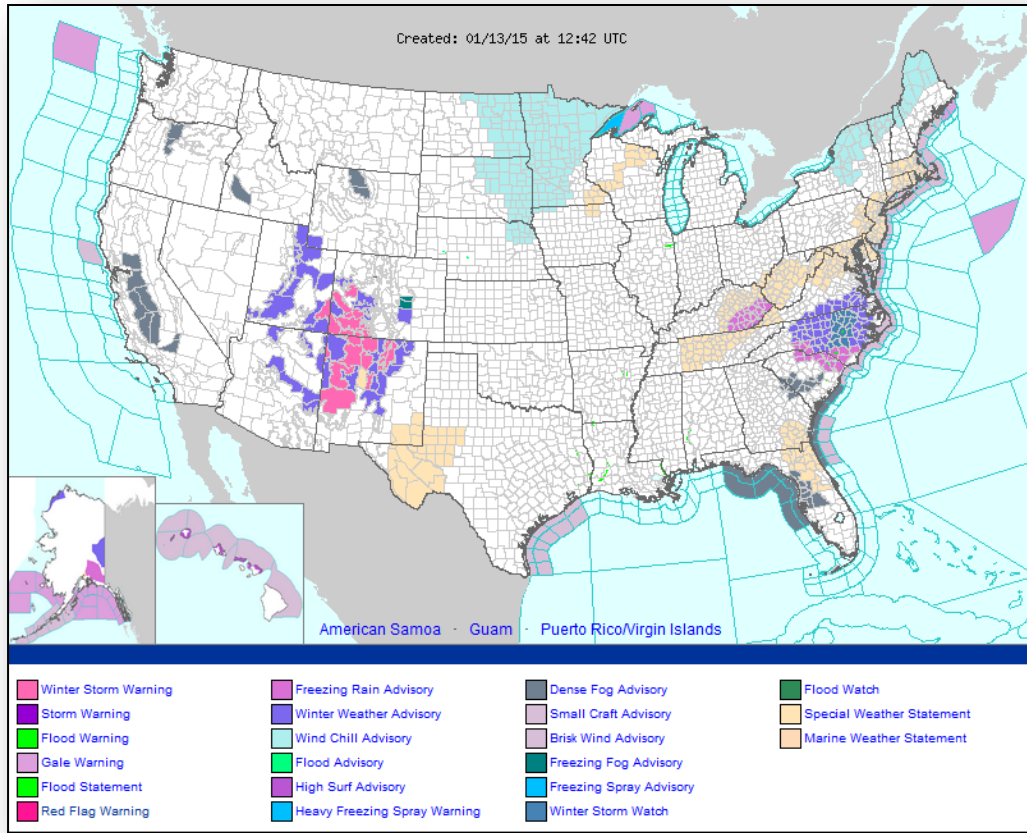 Created: 01/13/15 at 12:42 UTC
American Samoa - Guam - Puerto Rico/Virgin Islands
Winter Storm Warning
Storm Warning
Flood Warning
Gale Warning
Flood Statement
Red Flag Warning
Freezing Rain Advisory
Winter Weather Advisory
Wind Chill Advisory
Flood Advisory
High Surf Advisory
Heavy Freezing Spray Warning
Dense Fog Advisory
Small Craft Advisory
Brisk Wind Advisory
Freezing Fog Advisory
Freezing Spray Advisory
Winter Storm Watch
Flood Watch
Special Weather Statement
Marine Weather Statement